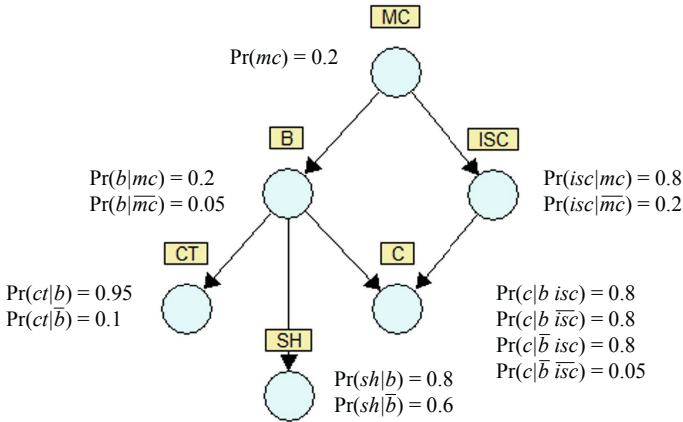 MC
Pr(mc) = 0.2
B
ISC
Pr(b|mc) = 0.2
Pr(b|m̅c̅) = 0.05
Pr(isc|mc) = 0.8
Pr(isc|m̅c̅) = 0.2
CT
C
Pr(ct|b) = 0.95
Pr(ct|b̅) = 0.1
Pr(c|b isc) = 0.8
Pr(c|b i̅s̅c̅) = 0.8
Pr(c|b̅ isc) = 0.8
Pr(c|b̅ i̅s̅c̅) = 0.05
SH
Pr(sh|b) = 0.8
Pr(sh|b̅) = 0.6